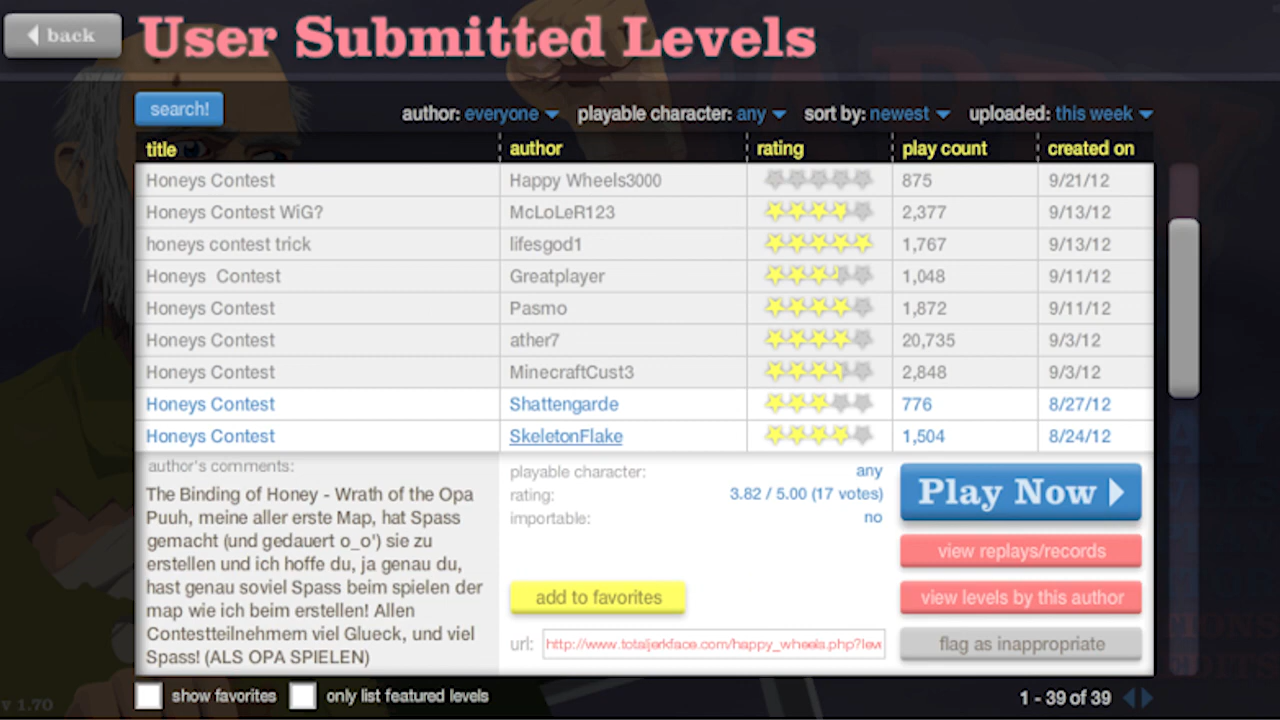 back
User Submitted Levels
search!
author: everyone playable character: any sort by: newest uploaded: this week
title author rating play count created on
Honeys Contest Happy Wheels3000 875 9/21/12
Honeys Contest WiG? McLoLeR123 2,377 9/13/12
honeys contest trick lifesgod1 1,767 9/13/12
Honeys  Contest Greatplayer 1,048 9/11/12
Honeys Contest Pasmo 1,872 9/11/12
Honeys Contest ather7 20,735 9/3/12
Honeys Contest MinecraftCust3 2,848 9/3/12
Honeys Contest Shattengarde 776 8/27/12
Honeys Contest SkeletonFlake 1,504 8/24/12
author's comments:
The Binding of Honey - Wrath of the Opa
Puuh, meine aller erste Map, hat Spass
gemacht (und gedauert o_o') sie zu
erstellen und ich hoffe du, ja genau du,
hast genau soviel Spass beim spielen der
map wie ich beim erstellen! Allen
Contestteilnehmern viel Glueck, und viel
Spass! (ALS OPA SPIELEN)
playable character: any
rating: 3.82 / 5.00 (17 votes)
importable: no
add to favorites
url: http://www.totaljerkface.com/happy_wheels.php?leve
Play Now
view replays/records
view levels by this author
flag as inappropriate
show favorites only list featured levels
1 - 39 of 39
v 1.70